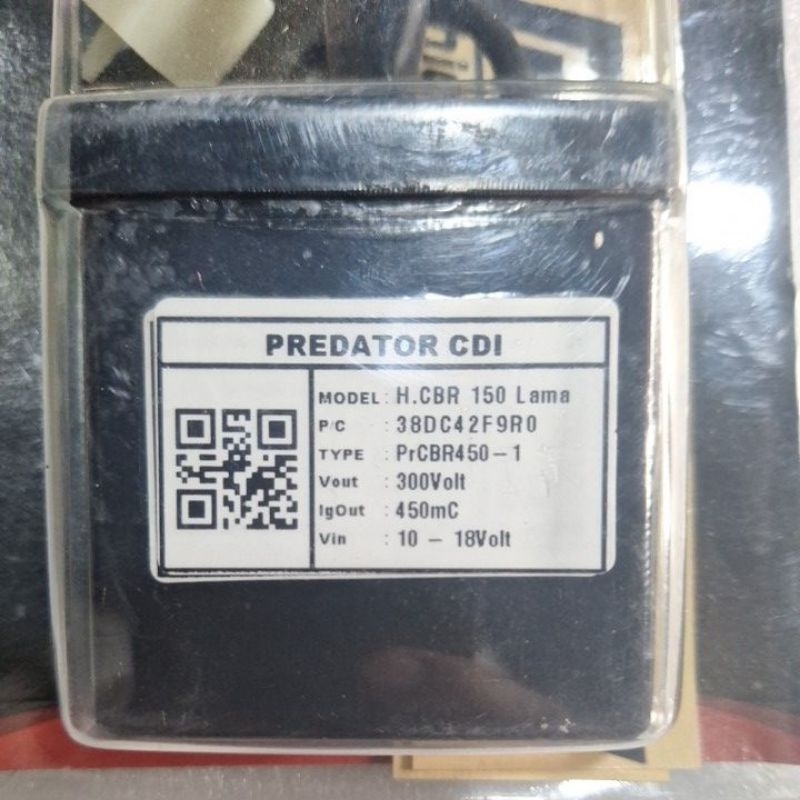 PREDATOR CDI
MODEL : H.CBR 150 Lama
P/C : 38DC42F9R0
TYPE : PrCBR450-1
Vout : 300Volt
IgOut : 450mC
Vin : 10 - 18Volt